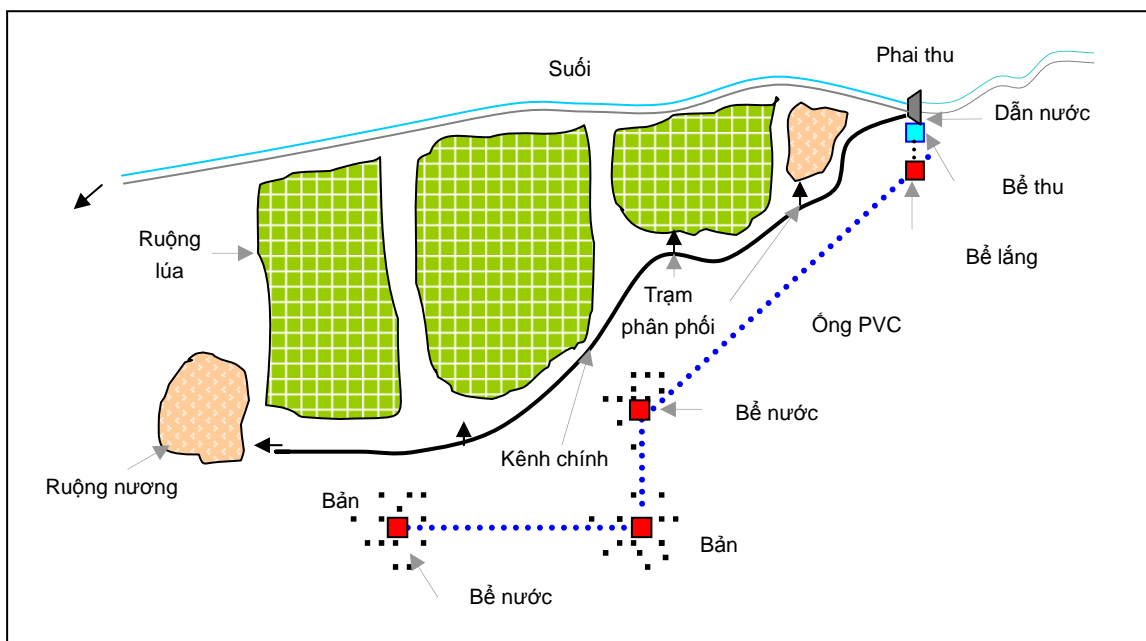 Phai thu
Suối
Dẫn nước
Bể thu
Ruộng
lúa
Bể lắng
Trạm
phân phối
Ống PVC
Bể nước
Kênh chính
Ruộng nương
Bản
Bản
Bể nước